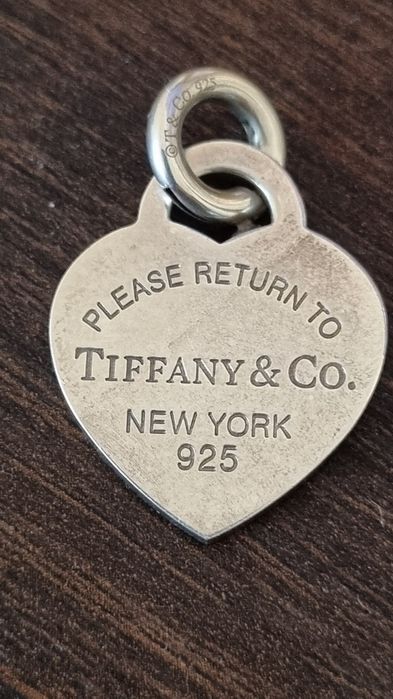 ©T & CO 925
PLEASE RETURN TO
TIFFANY & CO.
NEW YORK
925